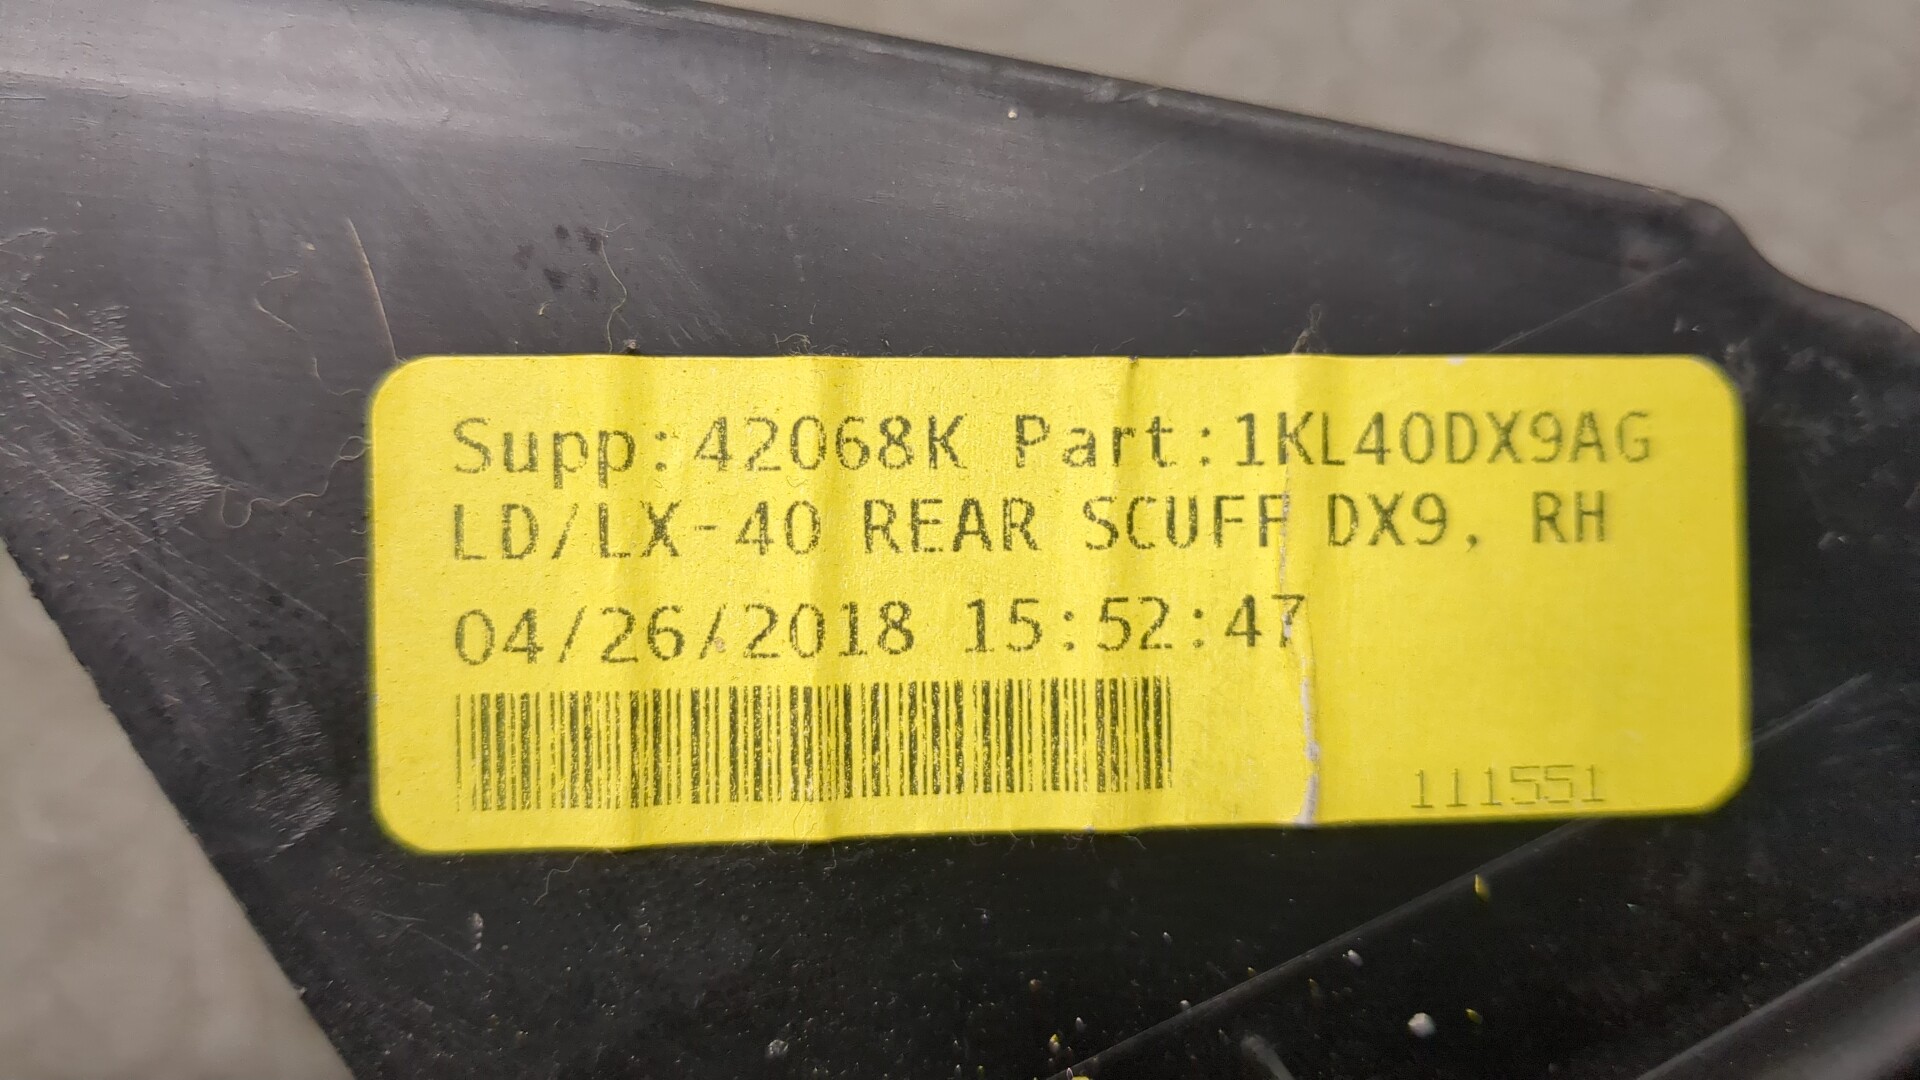 Supp:42068K Part:1KL40DX9AG
LD/LX-40 REAR SCUFF DX9, RH
04/26/2018 15:52:47
111551